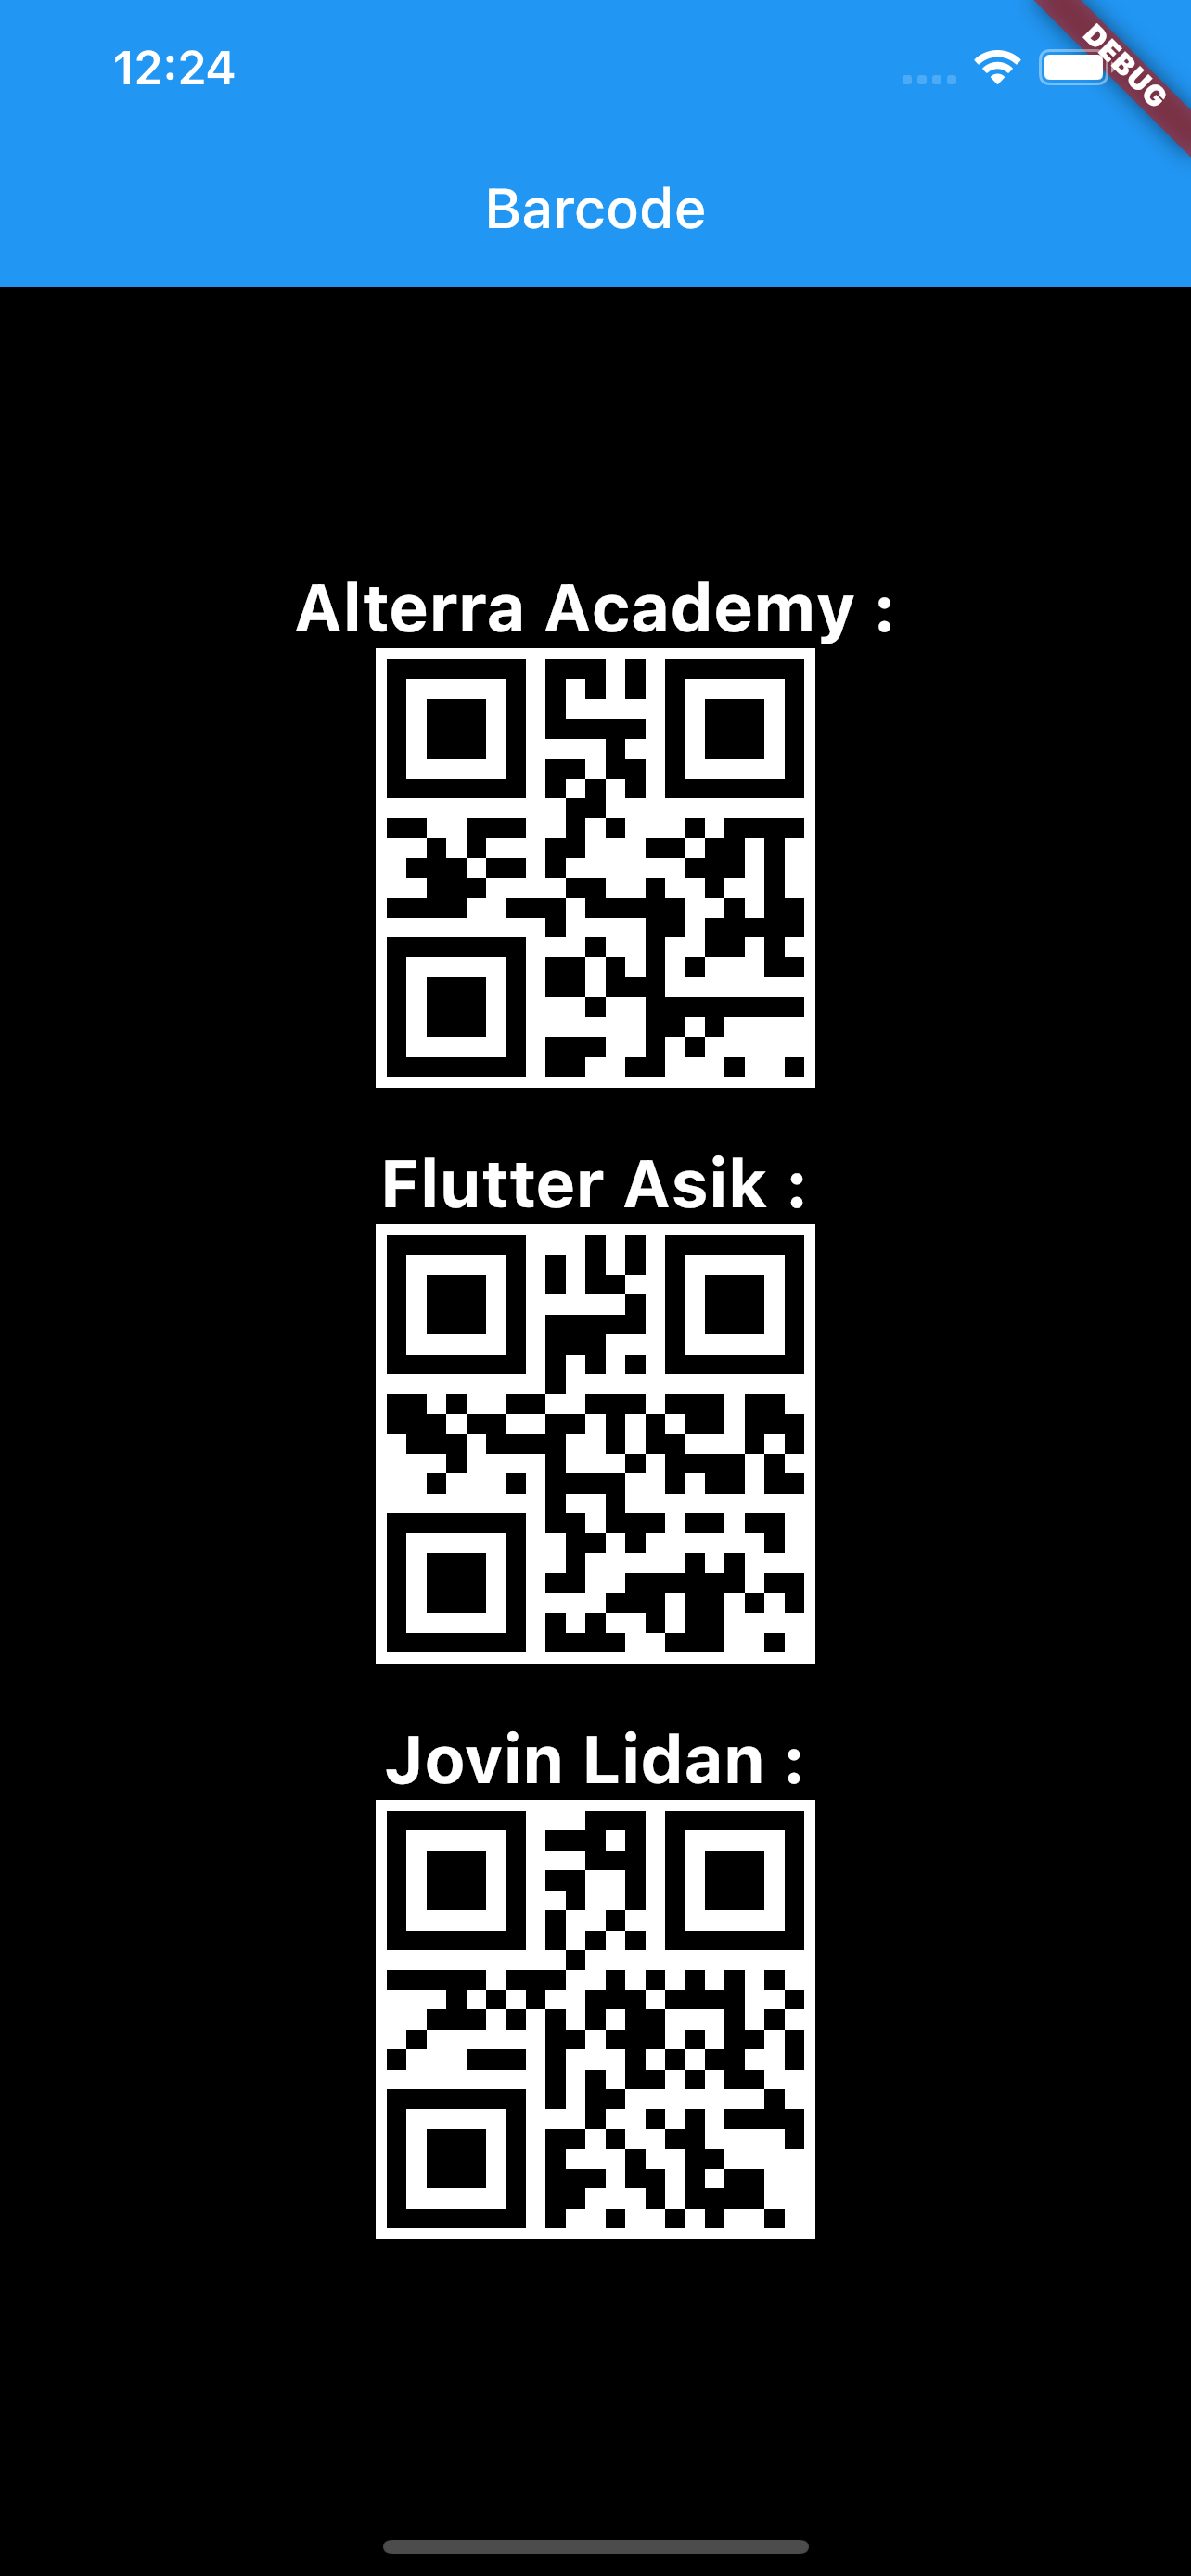 12:24
DEBUG
Barcode
Alterra Academy :
Flutter Asik :
Jovin Lidan :